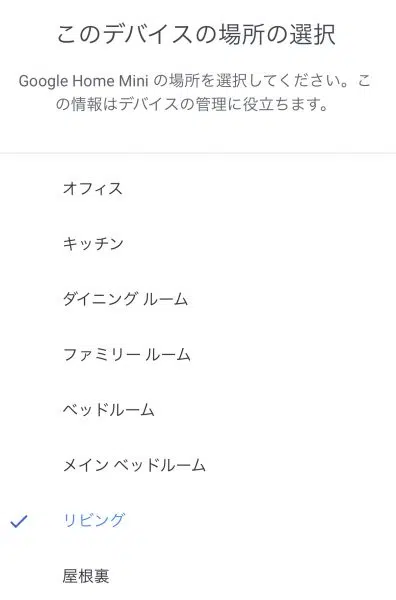 このデバイスの場所の選択
Google Home Mini の場所を選択してください。こ
の情報はデバイスの管理に役立ちます。
オフィス
キッチン
ダイニング ルーム
ファミリー ルーム
ベッドルーム
メイン ベッドルーム
リビング
屋根裏